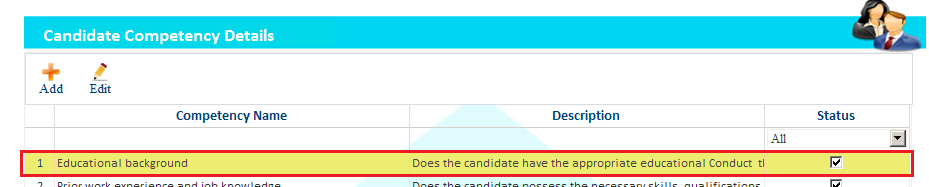 Candidate Competency Details
Add Edit
Competency Name Description Status
All
1 Educational background Does the candidate have the appropriate educational Conduct
2 Prior work experience and job knowledge Does the candidate possess the necessary skills, qualifications